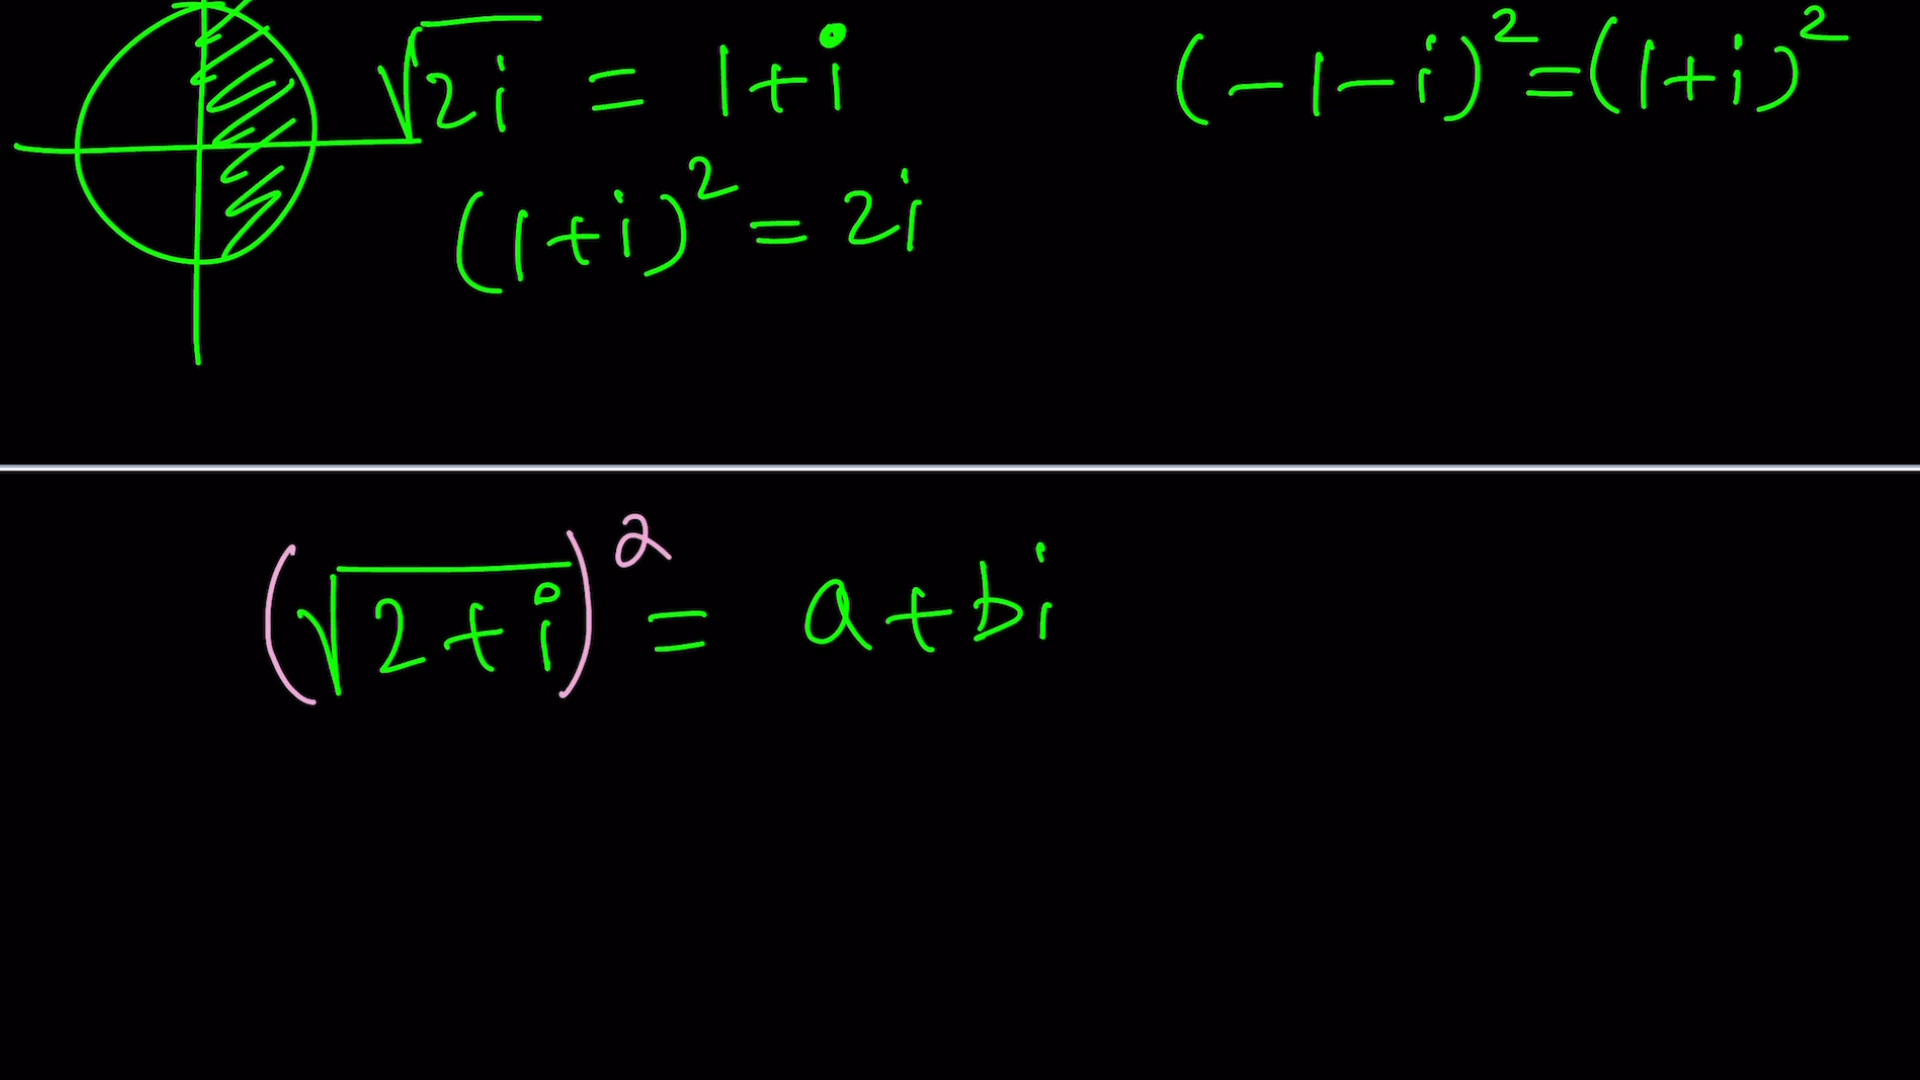 √2i = 1+i
(-1-i)² = (1+i)²
(1+i)² = 2i
(√2+i)² = a+bi